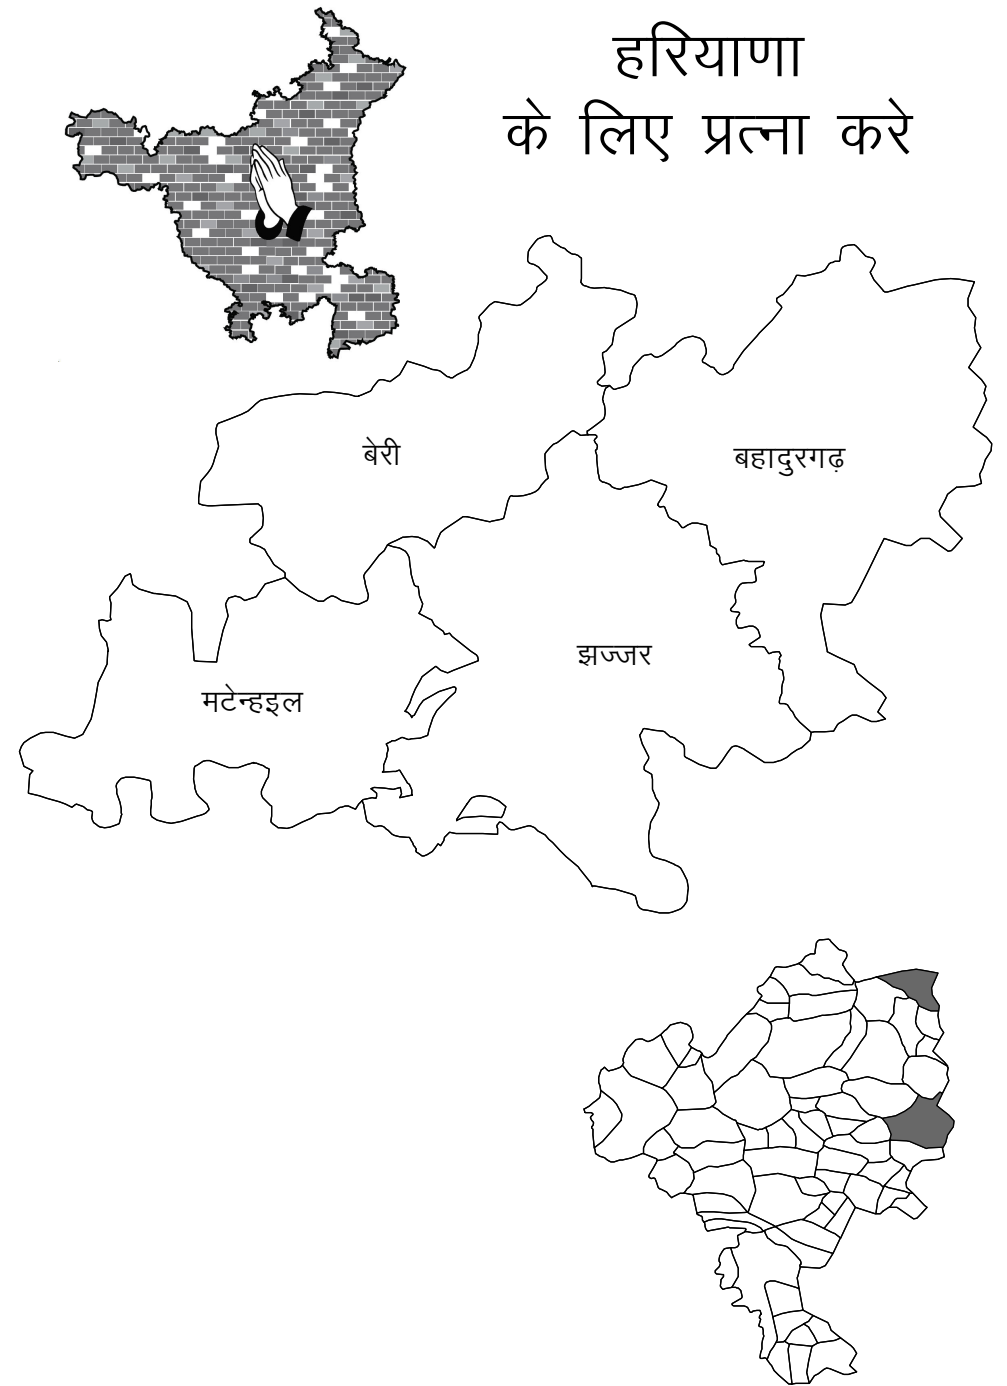 हरियाणा
के लिए प्रत्ना करे
बेरी
बहादुरगढ़
झज्जर
मटेन्हइल